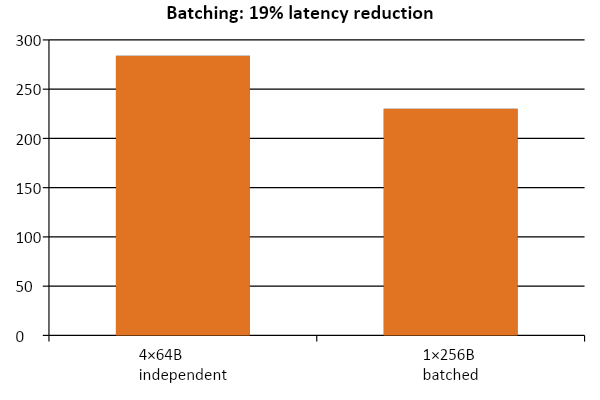 Batching: 19% latency reduction
300
250
200
150
100
50
0
4×64B
independent
1×256B
batched